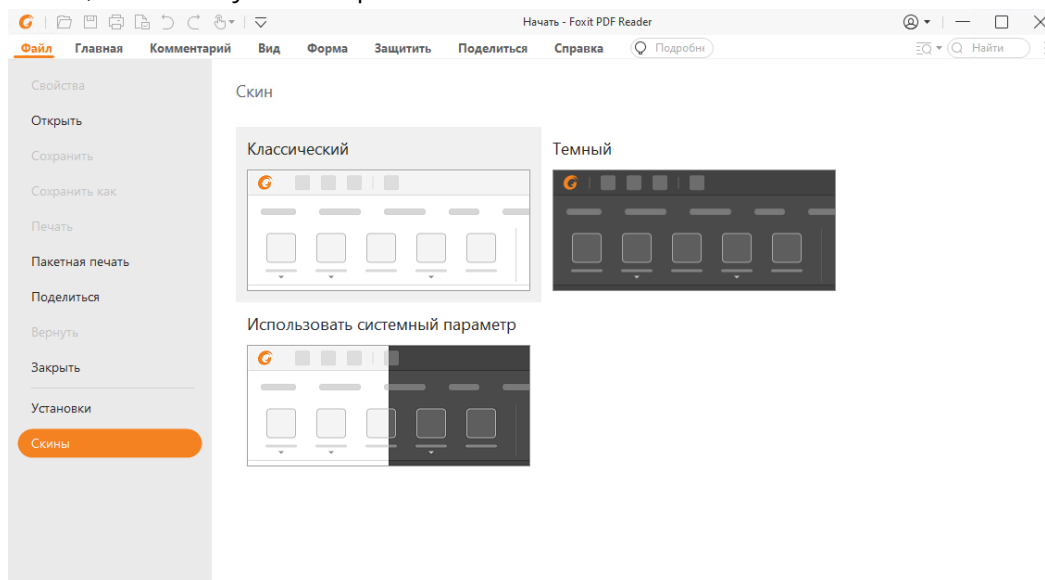 Начать - Foxit PDF Reader
Файл Главная Комментарий Вид Форма Защитить Поделиться Справка Подробн Найти
Свойства
Открыть
Сохранить
Сохранить как
Печать
Пакетная печать
Поделиться
Вернуть
Закрыть
Установки
Скины
Скин
Классический Темный
Использовать системный параметр